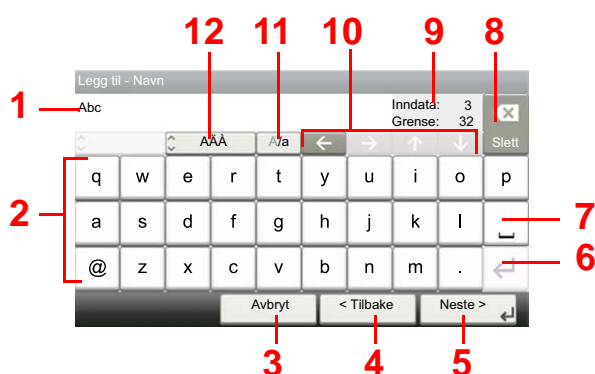 12 11 10 9 8
Legg til - Navn
1 Abc Inndata: 3
Grense: 32
AÄÀ A/a ← → ↑ ↓ Slett
q w e r t y u i o p
2 a s d f g h j k l 7
@ z x c v b n m . 6
Avbryt < Tilbake Neste >
3 4 5